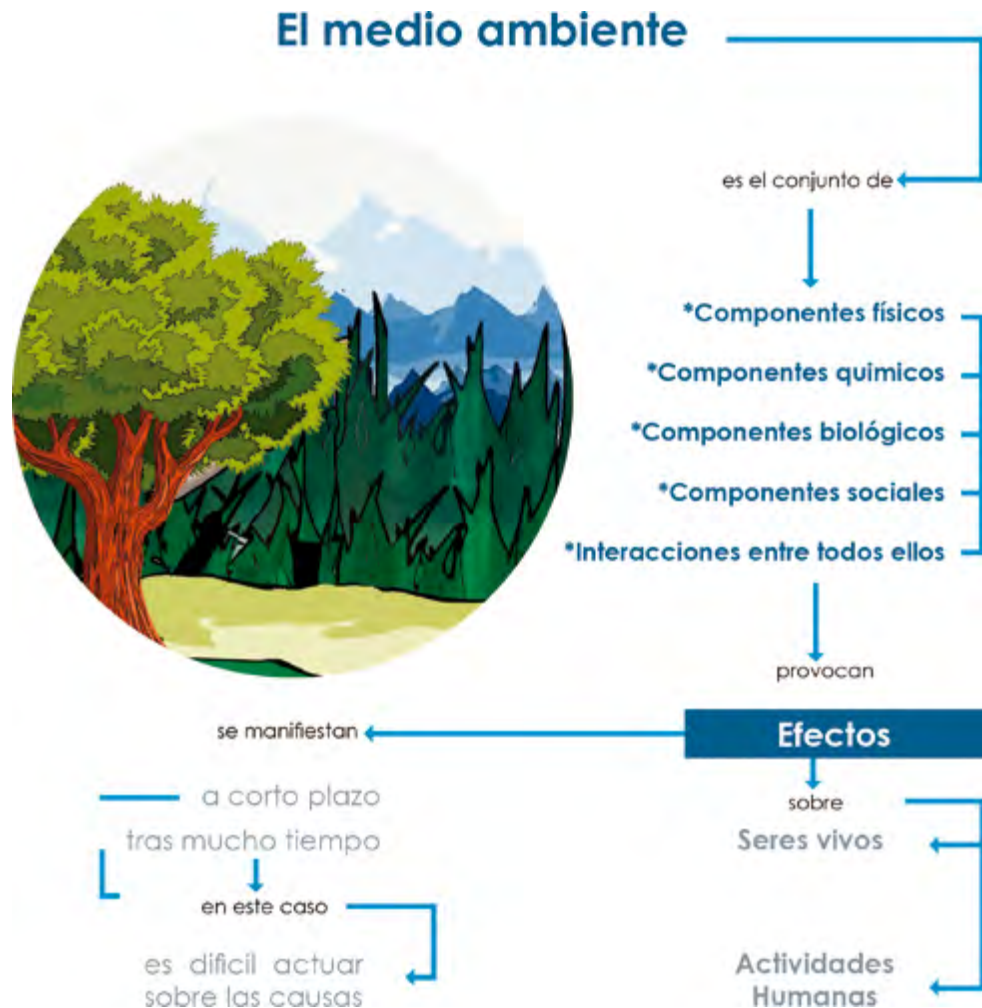 El medio ambiente
es el conjunto de
*Componentes físicos
*Componentes quimicos
*Componentes biológicos
*Componentes sociales
*Interacciones entre todos ellos
provocan
Efectos
se manifiestan
a corto plazo
tras mucho tiempo
en este caso
es dificil actuar
sobre las causas
sobre
Seres vivos
Actividades
Humanas